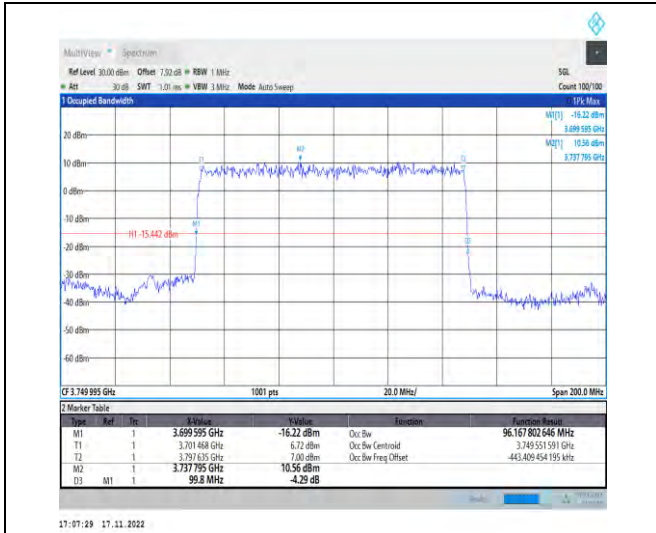 MultiView Spectrum
Ref Level 30.00 dBm Offset 7.92 dB RBW 1 MHz SGL
Att 30 dB SWT 1.01 ms VBW 3 MHz Mode Auto Sweep Count 100/100
1 Occupied Bandwidth 1Pk Max
M1[1] -16.22 dBm
3.699 595 GHz
M2[1] 10.56 dBm
3.737 795 GHz
20 dBm
10 dBm
0 dBm
-10 dBm
-20 dBm
-30 dBm
-40 dBm
-50 dBm
-60 dBm
T1
M2
T2
M1
H1 -15.442 dBm
D3
CF 3.749 995 GHz 1001 pts 20.0 MHz/ Span 200.0 MHz
2 Marker Table
Type Ref Trc X-Value Y-Value Function Function Result
M1 1 3.699 595 GHz -16.22 dBm Occ Bw 96.167 802 646 MHz
T1 1 3.701 468 GHz 6.72 dBm Occ Bw Centroid 3.749 551 591 GHz
T2 1 3.797 635 GHz 7.00 dBm Occ Bw Freq Offset -443.409 454 195 kHz
M2 1 3.737 795 GHz 10.56 dBm
D3 M1 1 99.8 MHz -4.29 dB
17:07:29 17.11.2022